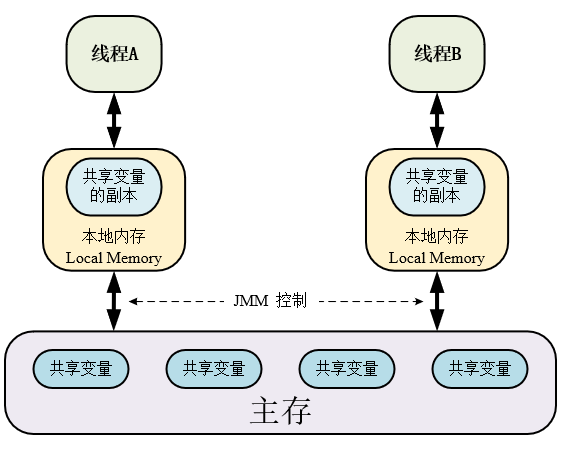 线程A
线程B
共享变量
的副本
共享变量
的副本
本地内存
Local Memory
本地内存
Local Memory
JMM 控制
共享变量
共享变量
共享变量
共享变量
主存